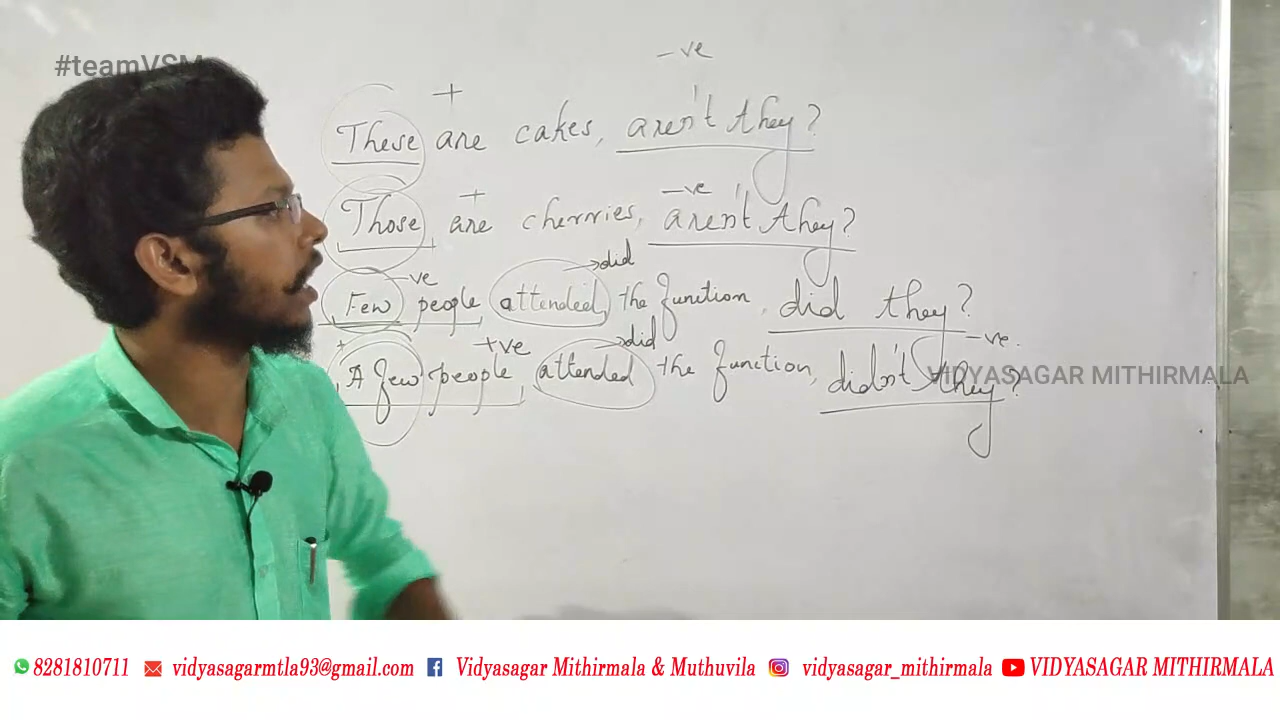 #teamVSM
-ve
+
These are cakes, aren't they?
+ -ve
Those are cherries, aren't they?
-ve →did
Few people attended the function, did they?
+ +ve →did -ve.
A few people attended the function, didn't they?
VIDYASAGAR MITHIRMALA
8281810711 vidyasagarmtla93@gmail.com Vidyasagar Mithirmala & Muthuvila vidyasagar_mithirmala VIDYASAGAR MITHIRMALA